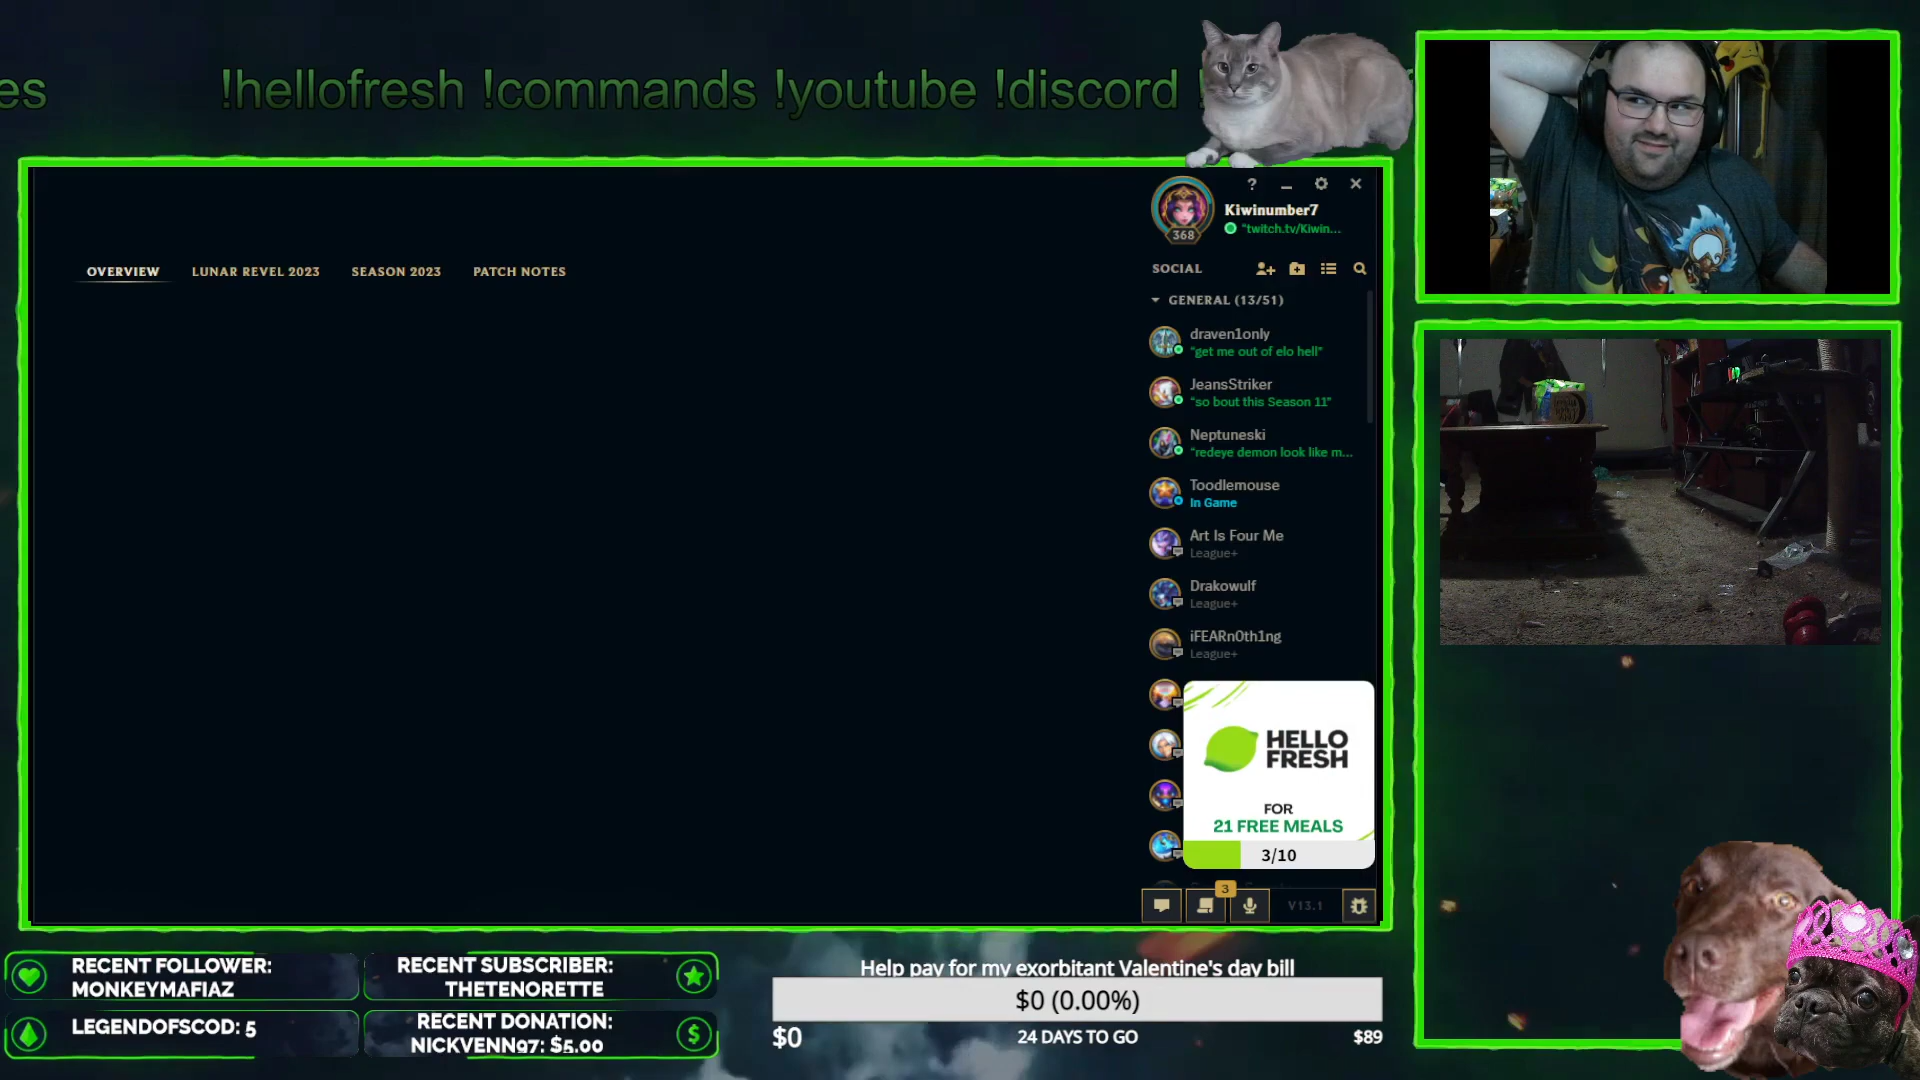 es !hellofresh !commands !youtube !discord
Kiwinumber7
368
"twitch.tv/Kiwin...
OVERVIEW LUNAR REVEL 2023 SEASON 2023 PATCH NOTES
SOCIAL
GENERAL (13/51)
draven1only
"get me out of elo hell"
JeansStriker
"so bout this Season 11"
Neptuneski
"redeye demon look like m...
Toodlemouse
In Game
Art Is Four Me
League+
Drakowulf
League+
iFEARn0th1ng
League+
HELLO
FRESH
FOR
21 FREE MEALS
3/10
3
V13.1
RECENT FOLLOWER:
MONKEYMAFIAZ
RECENT SUBSCRIBER:
THETENORETTE
LEGENDOFSCOD: 5
RECENT DONATION:
NICKVENN97: $5.00
Help pay for my exorbitant Valentine's day bill
$0 (0.00%)
$0 24 DAYS TO GO $89